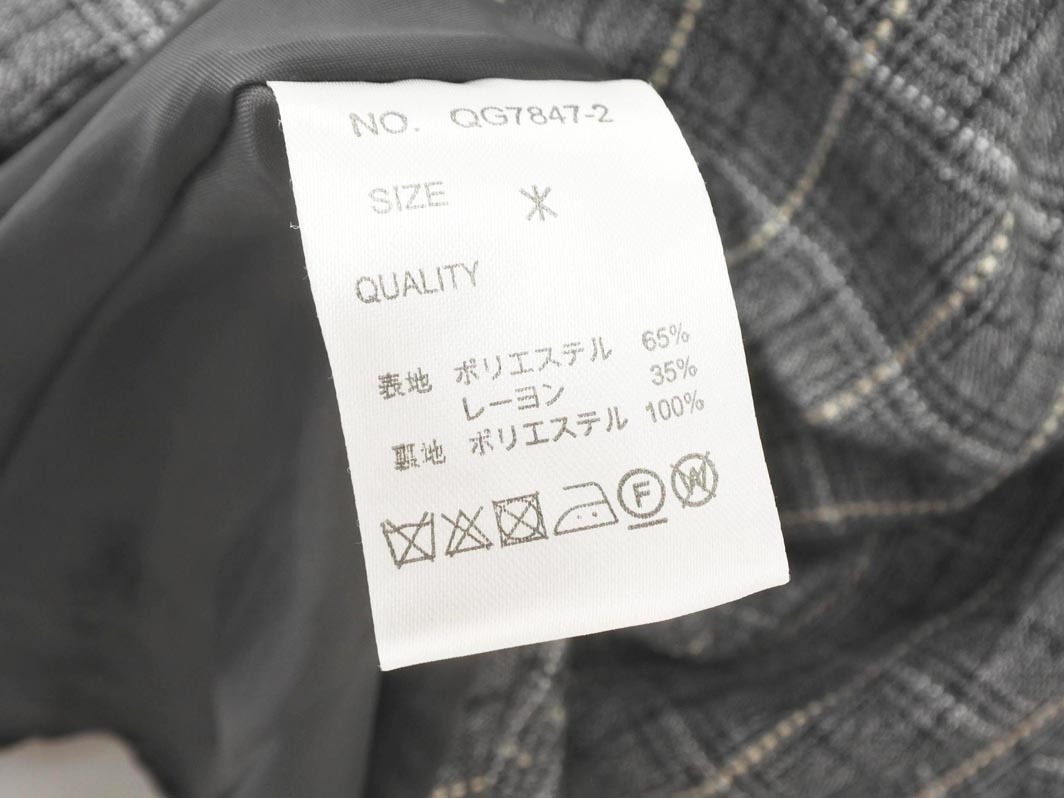 NO. QG7847-2
SIZE *
QUALITY
表地 ポリエステル 65%
レーヨン 35%
裏地 ポリエステル 100%
F W